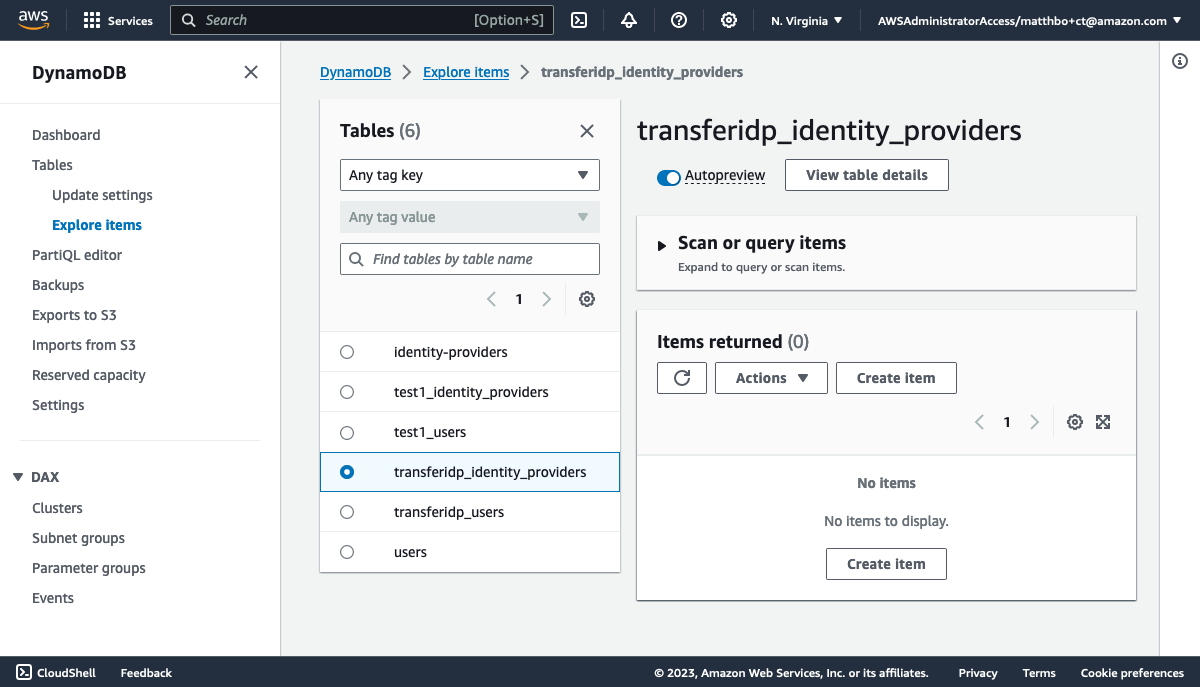 aws
Services
Search
[Option+S]
N. Virginia
AWSAdministratorAccess/matthbo+ct@amazon.com
DynamoDB
Dashboard
Tables
Update settings
Explore items
PartiQL editor
Backups
Exports to S3
Imports from S3
Reserved capacity
Settings
DAX
Clusters
Subnet groups
Parameter groups
Events
DynamoDB
Explore items
transferidp_identity_providers
Tables (6)
Any tag key
Any tag value
Find tables by table name
1
identity-providers
test1_identity_providers
test1_users
transferidp_identity_providers
transferidp_users
users
transferidp_identity_providers
Autopreview
View table details
Scan or query items
Expand to query or scan items.
Items returned (0)
Actions
Create item
1
No items
No items to display.
Create item
CloudShell
Feedback
© 2023, Amazon Web Services, Inc. or its affiliates.
Privacy
Terms
Cookie preferences